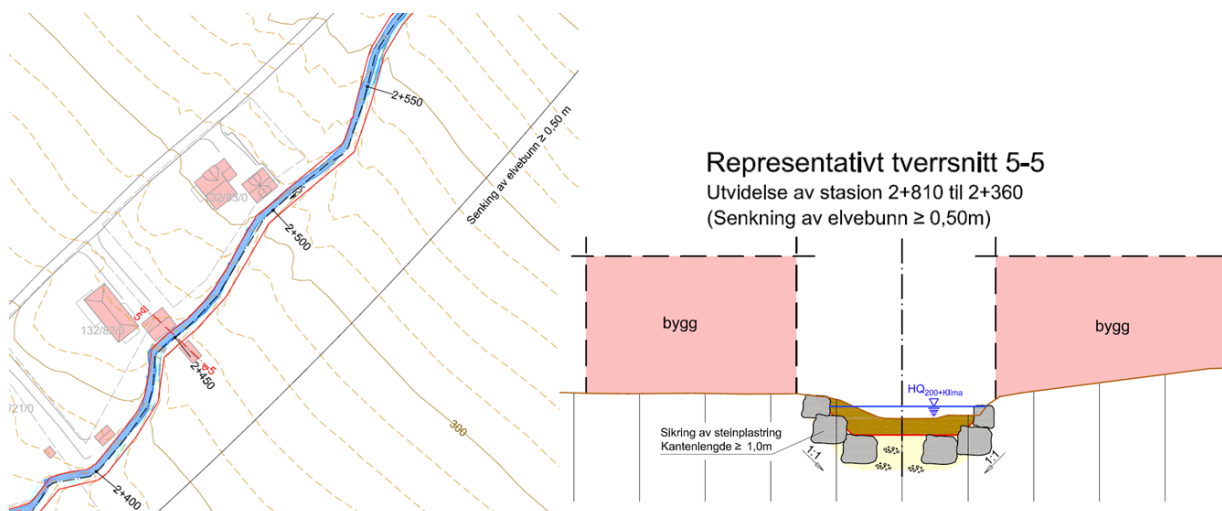 2+550
Senking av elvebunn ≥ 0,50 m
132/83/0
2+500
132/82/0
5
5
2+450
300
2+400
Representativt tverrsnitt 5-5
Utvidelse av stasion 2+810 til 2+360
(Senkning av elvebunn ≥ 0,50m)
bygg
bygg
HQ200+Klima
Sikring av steinplastring
Kantenlengde ≥ 1,0m
1:1
1:1